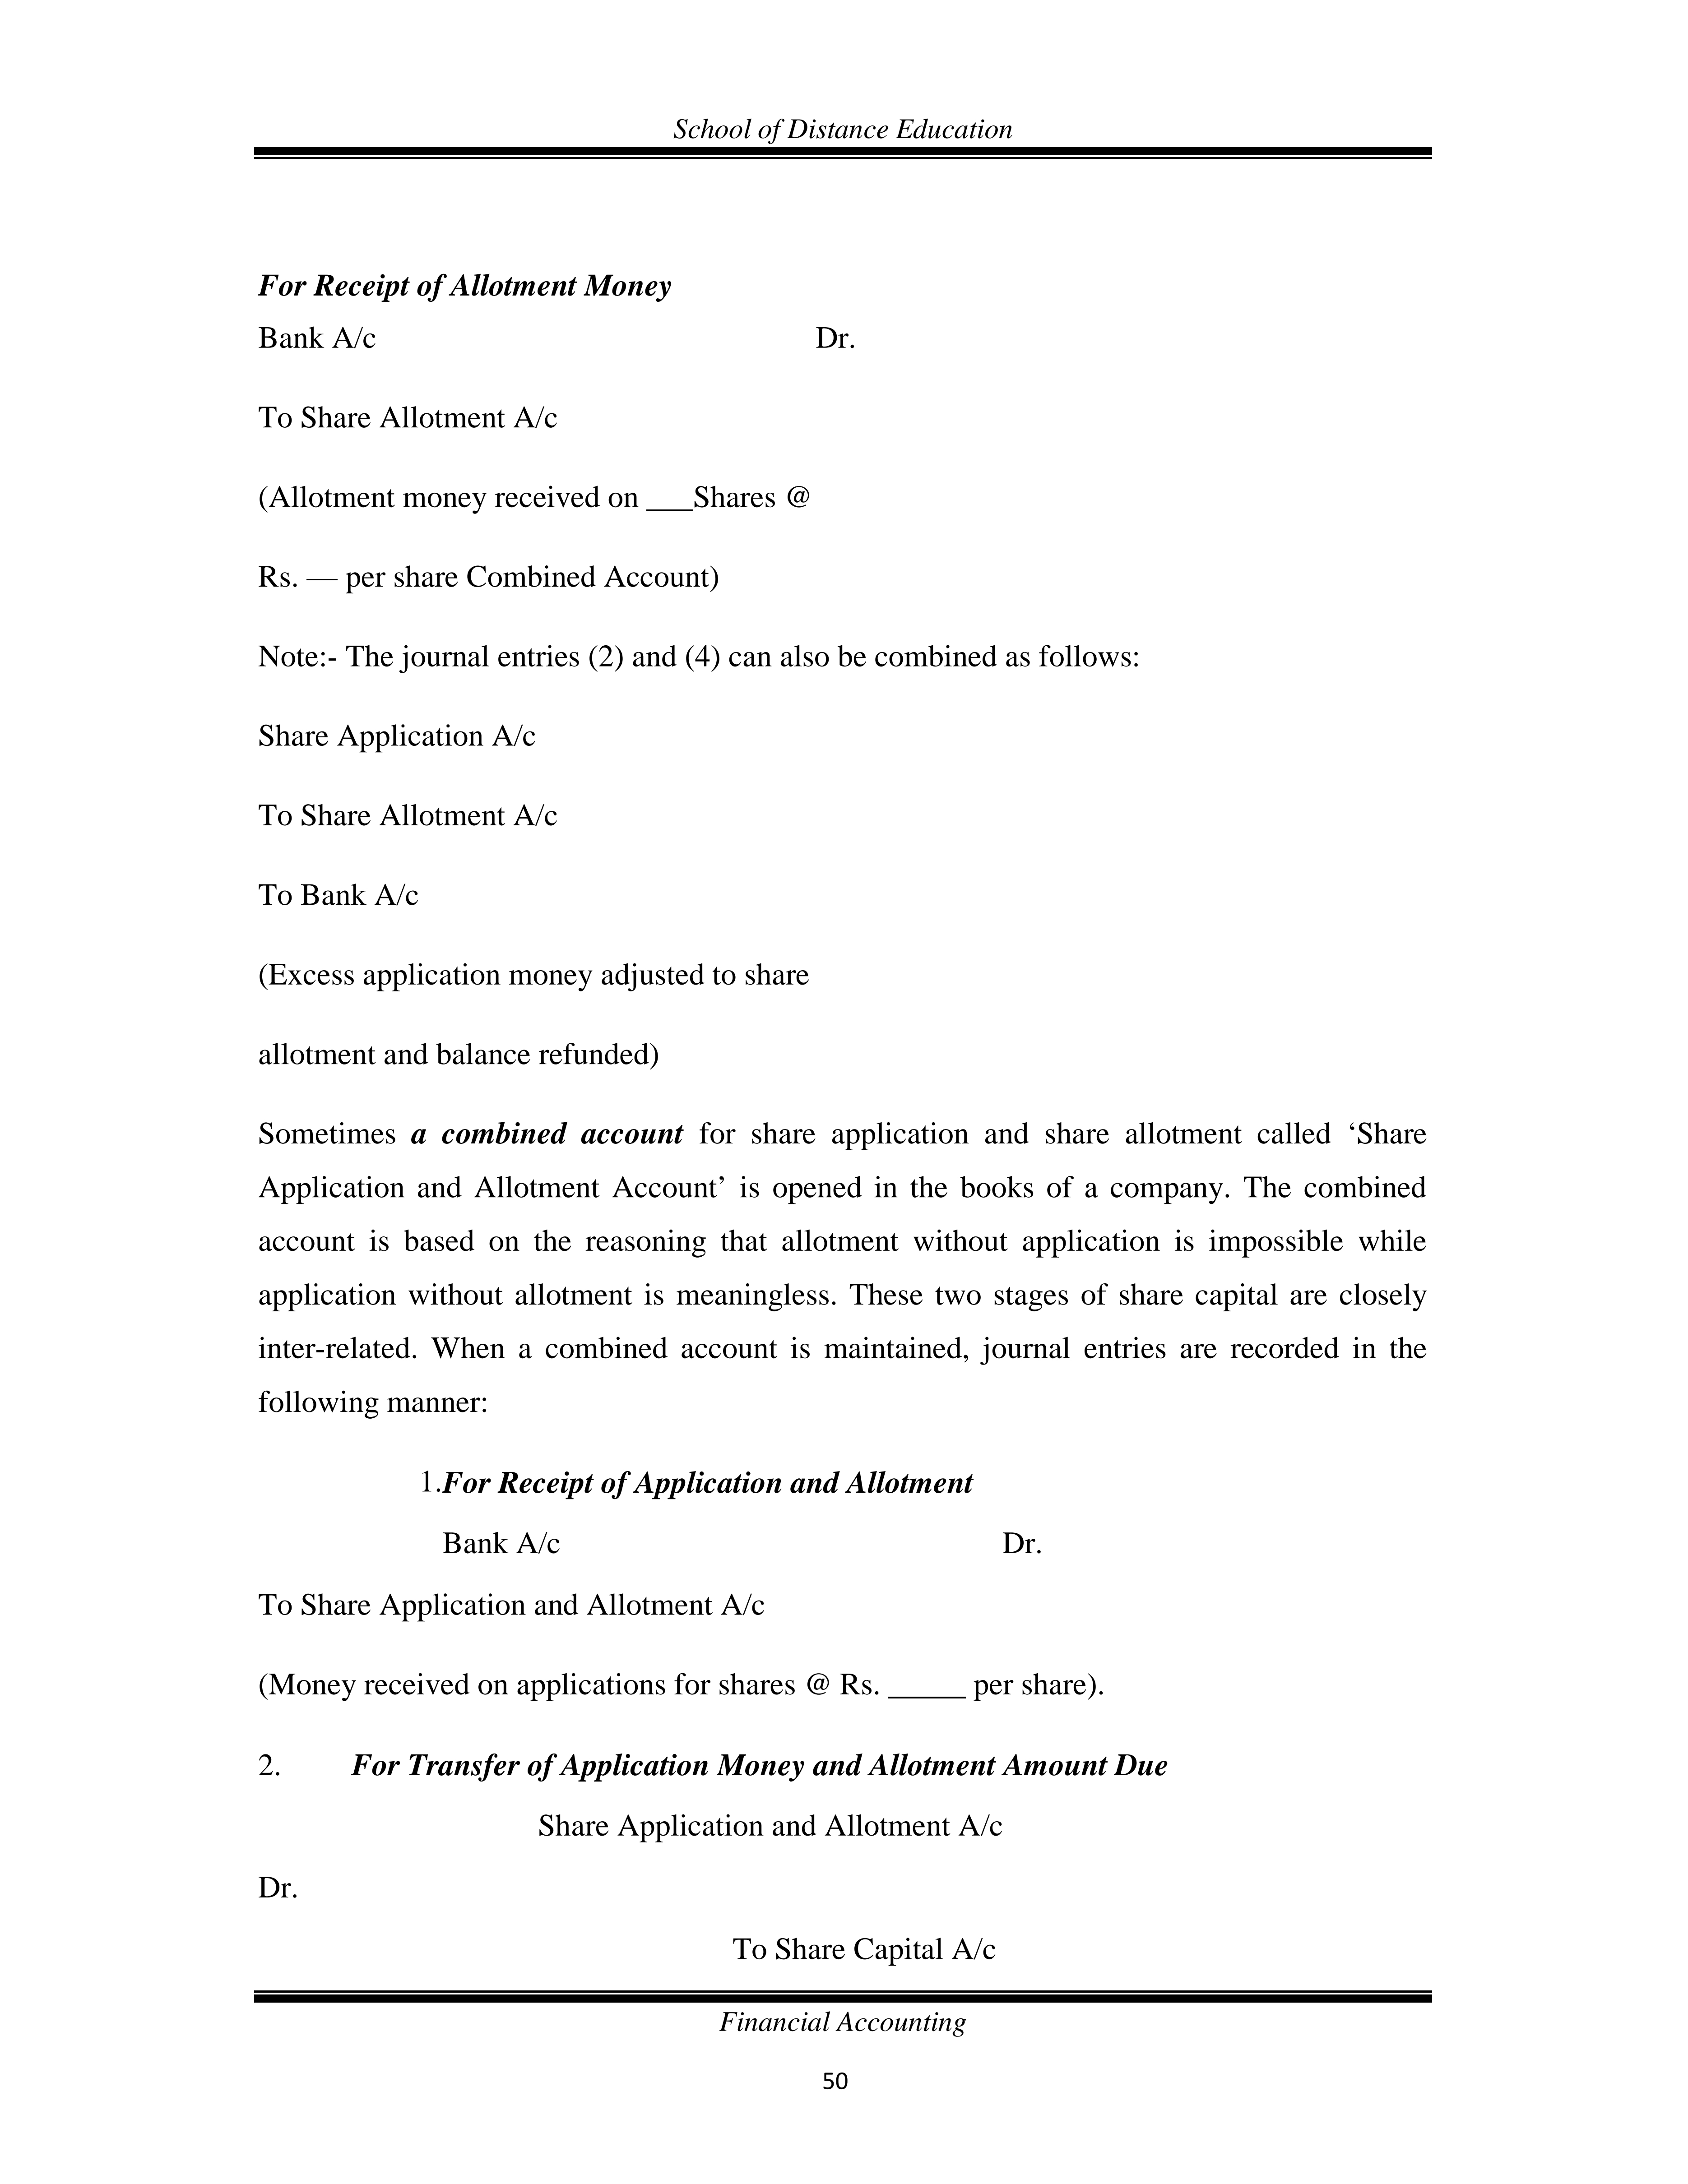 School of Distance Education
For Receipt of Allotment Money
Bank A/c Dr.
To Share Allotment A/c
(Allotment money received on ___Shares @
Rs. — per share Combined Account)
Note:- The journal entries (2) and (4) can also be combined as follows:
Share Application A/c
To Share Allotment A/c
To Bank A/c
(Excess application money adjusted to share
allotment and balance refunded)
Sometimes a combined account for share application and share allotment called ‘Share
Application and Allotment Account’ is opened in the books of a company. The combined
account is based on the reasoning that allotment without application is impossible while
application without allotment is meaningless. These two stages of share capital are closely
inter-related. When a combined account is maintained, journal entries are recorded in the
following manner:
1.For Receipt of Application and Allotment
Bank A/c Dr.
To Share Application and Allotment A/c
(Money received on applications for shares @ Rs. _____ per share).
2. For Transfer of Application Money and Allotment Amount Due
Share Application and Allotment A/c
Dr.
To Share Capital A/c
Financial Accounting
50